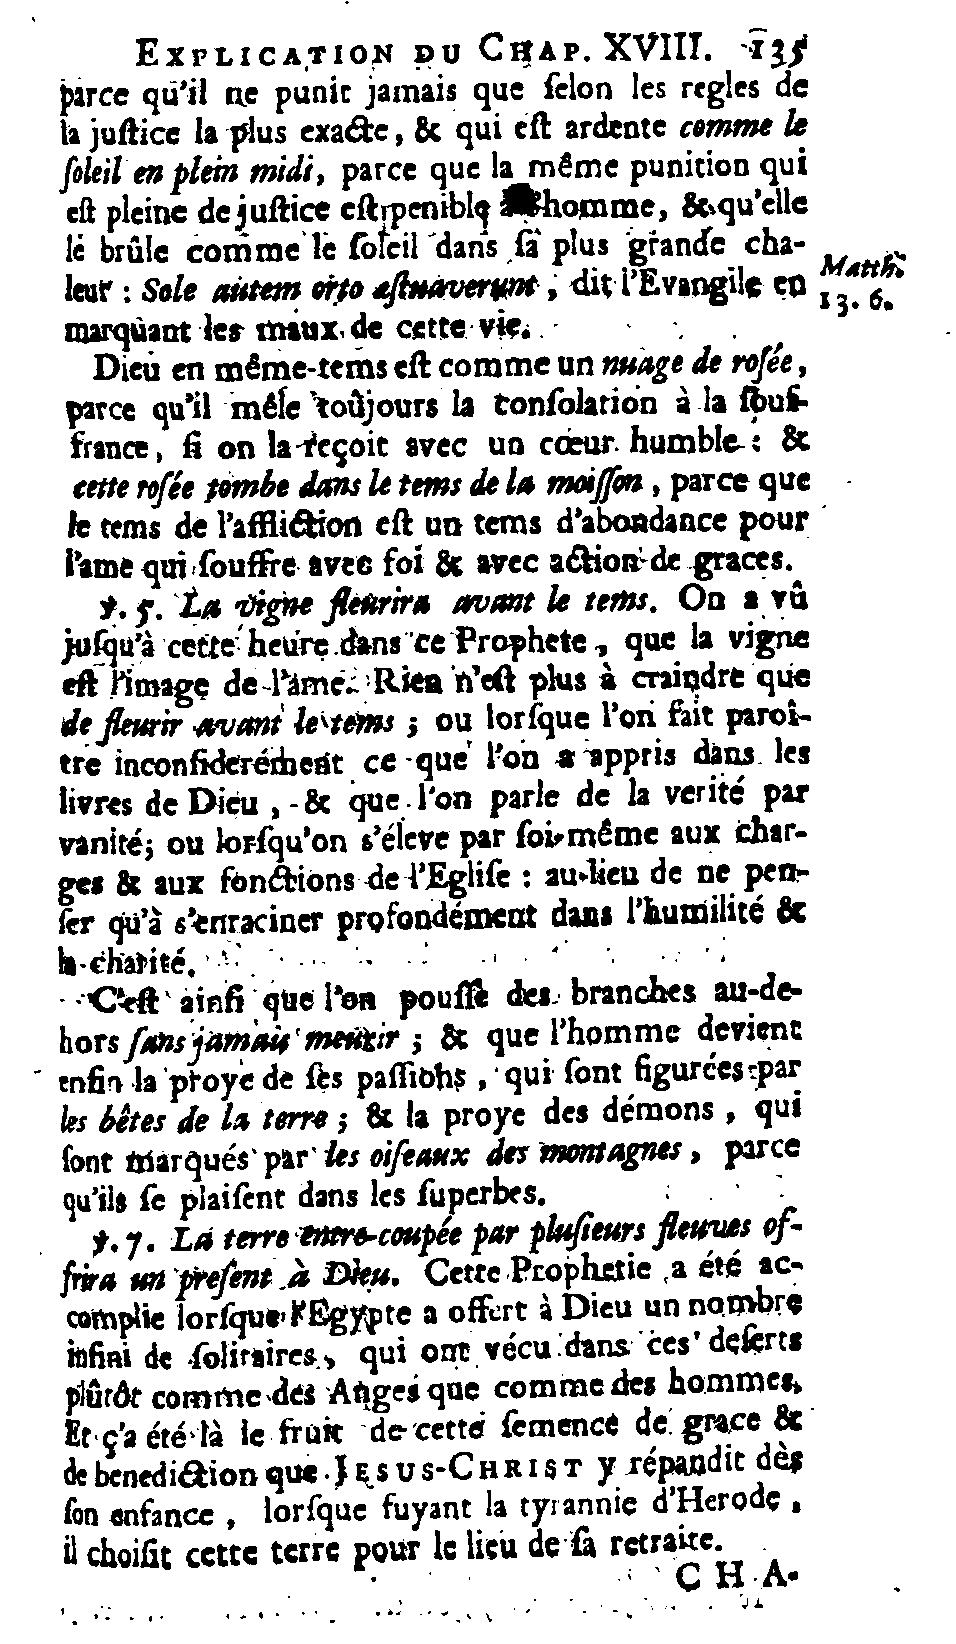 EXPLICATION DU CHAP. XVIII. 135
parce qu'il ne punit jamais que ſelon les regles de
la juſtice la plus exacte, & qui eſt ardente comme le
ſoleil en plein midi, parce que la même punition qui
eſt pleine de juſtice eſt penible homme, & qu'elle
le brûle comme le ſoleil dans ſa plus grande cha-
leur : Sole autem orto æſtuaverunt, dit l'Evangile en
Matth. 13. 6.
marquant les maux de cette vie.
Dieu en même-tems eſt comme un nuage de roſée,
parce qu'il mêle toûjours la conſolation à la ſouf-
france, ſi on la reçoit avec un cœur humble : &
cette roſée tombe dans le tems de la moiſſon, parce que
le tems de l'affliction eſt un tems d'abondance pour
l'ame qui ſouffre avec foi & avec action de graces.
℣. 5. La vigne fleurira avant le tems. On a vû
juſqu'à cette heure dans ce Prophete, que la vigne
eſt l'image de l'ame. Rien n'eſt plus à craindre que
de fleurir avant le tems ; ou lorſque l'on fait paroî-
tre inconſiderément ce que l'on a appris dans les
livres de Dieu, & que l'on parle de la verité par
vanité; ou lorſqu'on s'éleve par ſoi-même aux char-
ges & aux fonctions de l'Egliſe : au-lieu de ne pen-
ſer qu'à s'enraciner profondément dans l'humilité &
la charité.
C'eſt ainſi que l'on pouſſe des branches au-de-
hors ſans jamais meurir ; & que l'homme devient
enfin la proye de ſes paſſions, qui ſont figurées par
les bêtes de la terre ; & la proye des démons, qui
ſont marqués par les oiſeaux des montagnes, parce
qu'ils ſe plaiſent dans les ſuperbes.
℣. 7. La terre entre-coupée par pluſieurs fleuves of-
frira un preſent à Dieu. Cette Prophetie a été ac-
complie lorſque l'Egypte a offert à Dieu un nombre
infini de ſolitaires, qui ont vécu dans ces deſerts
plûtôt comme des Anges que comme des hommes.
Et ç'a été là le fruit de cette ſemence de grace &
de benediction que JESUS-CHRIST y répandit dès
ſon enfance, lorſque fuyant la tyrannie d'Herode,
il choiſit cette terre pour le lieu de ſa retraite.
CHA-